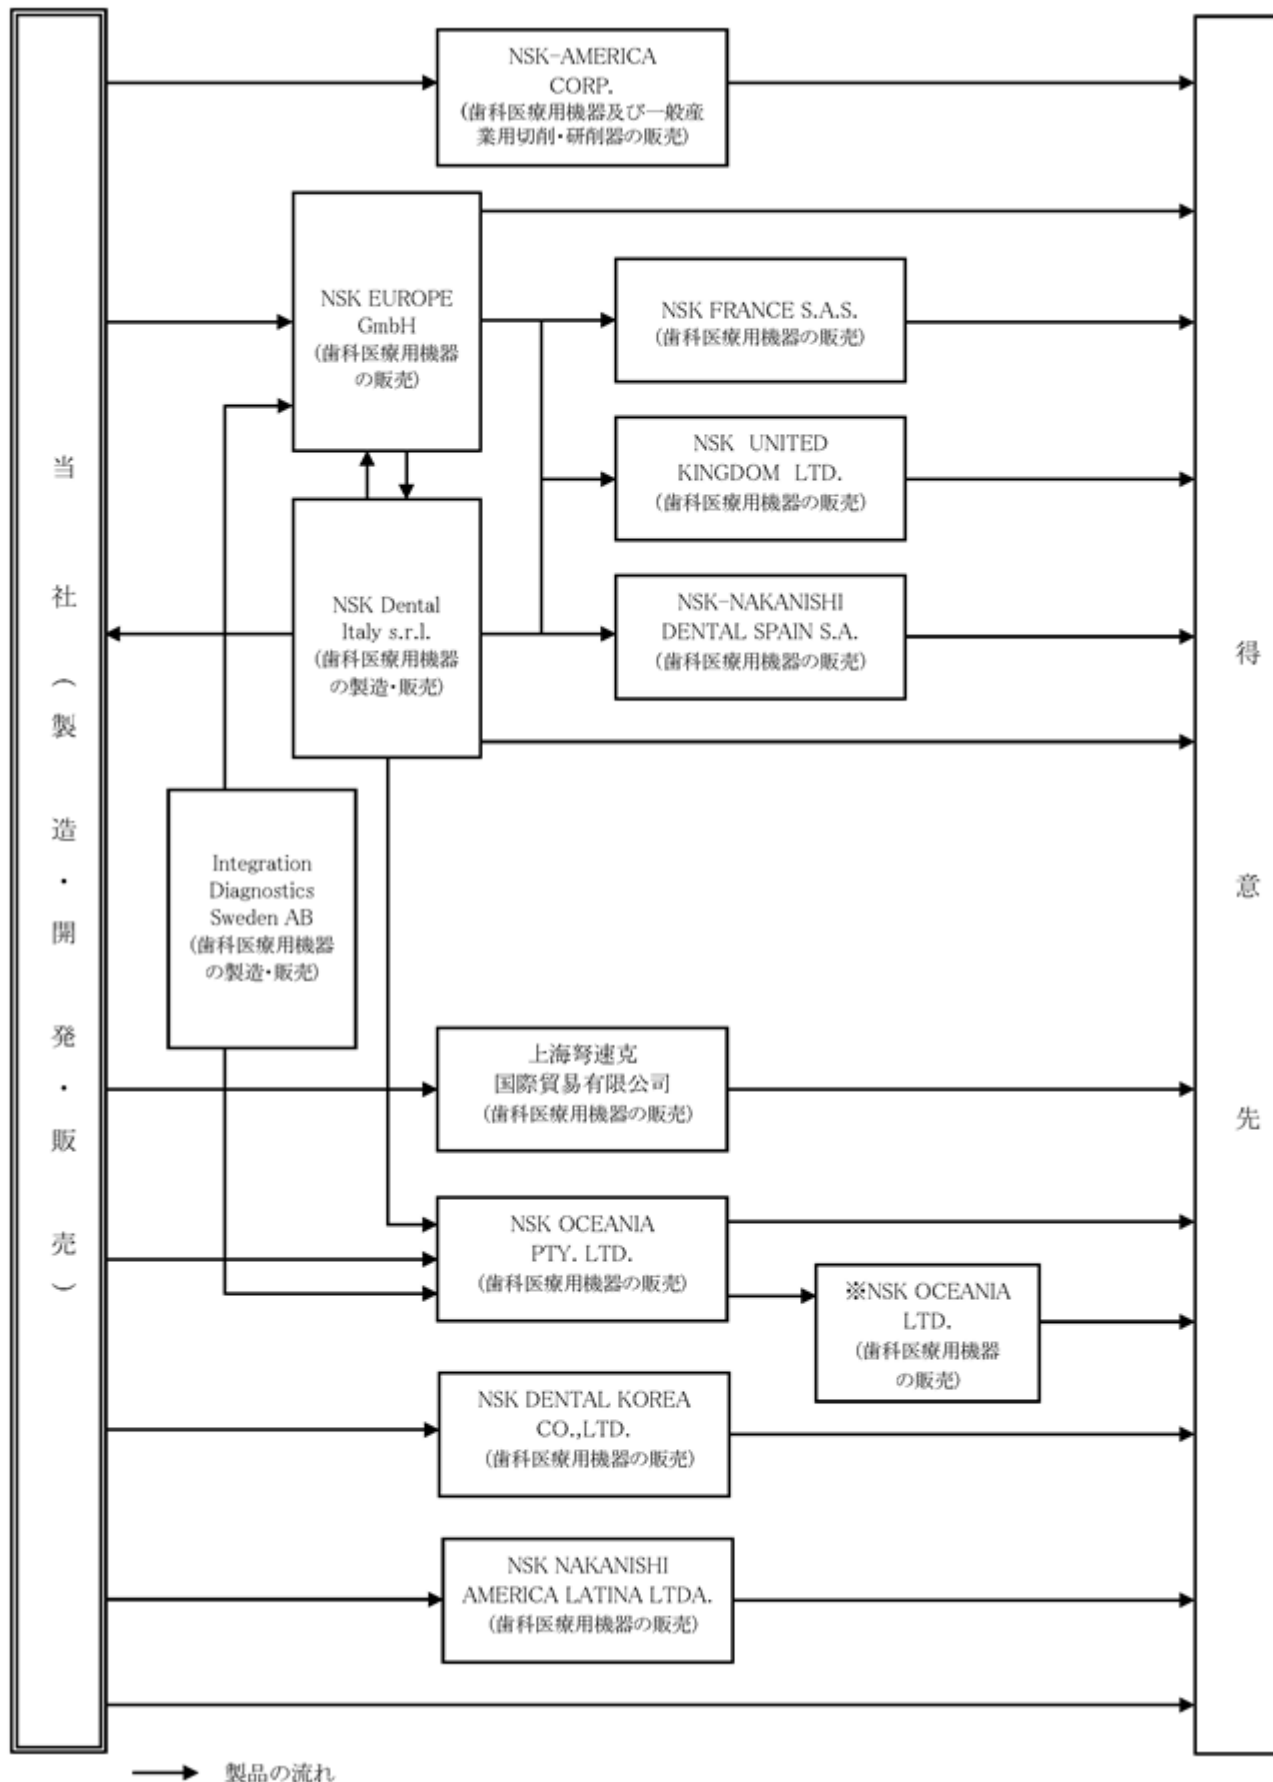 当社(製造・開発・販売)
NSK-AMERICA
CORP.
(歯科医療用機器及び一般産
業用切削・研削器の販売)
NSK EUROPE
GmbH
(歯科医療用機器
の販売)
NSK FRANCE S.A.S.
(歯科医療用機器の販売)
NSK UNITED
KINGDOM LTD.
(歯科医療用機器の販売)
NSK Dental
Italy s.r.l.
(歯科医療用機器
の製造・販売)
NSK-NAKANISHI
DENTAL SPAIN S.A.
(歯科医療用機器の販売)
Integration
Diagnostics
Sweden AB
(歯科医療用機器
の製造・販売)
上海弩速克
国際貿易有限公司
(歯科医療用機器の販売)
NSK OCEANIA
PTY. LTD.
(歯科医療用機器の販売)
※NSK OCEANIA
LTD.
(歯科医療用機器
の販売)
NSK DENTAL KOREA
CO.,LTD.
(歯科医療用機器の販売)
NSK NAKANISHI
AMERICA LATINA LTDA.
(歯科医療用機器の販売)
得意先
製品の流れ